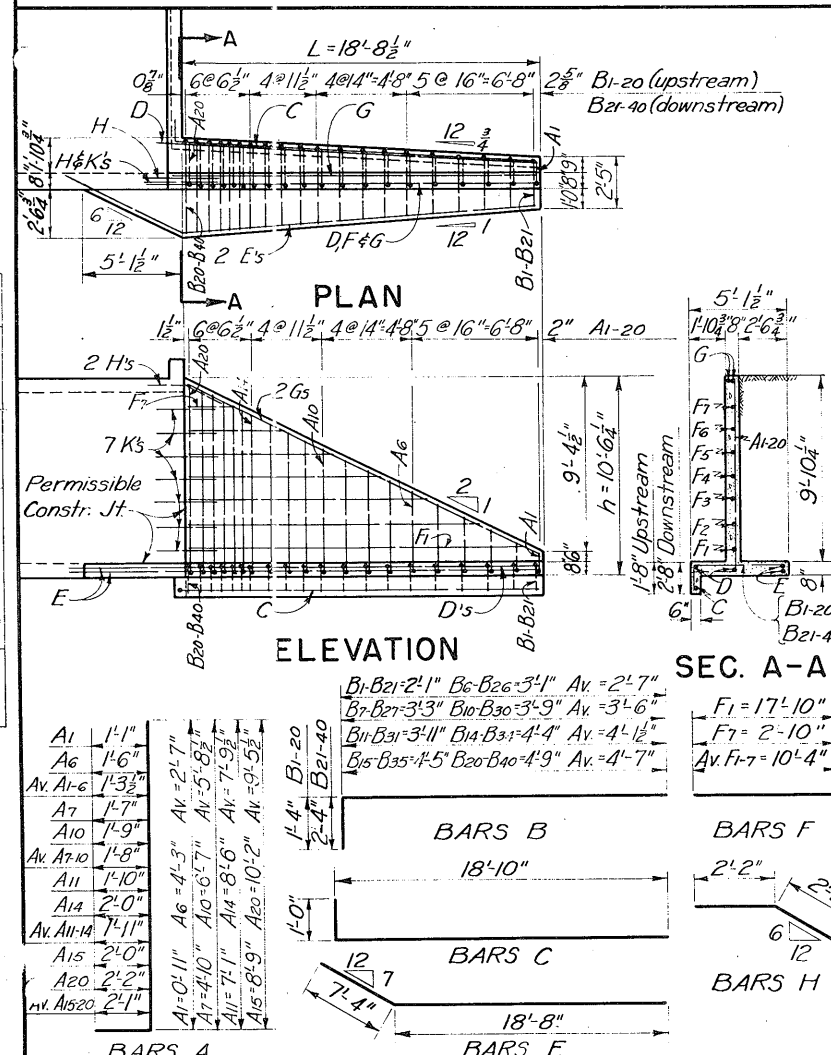 A
L = 18'-8½"
0⅞" 6@6½" 4@11½" 4@14"=4'-8" 5 @ 16"=6'-8" 2⅝" B1-20 (upstream)
B21-40 (downstream)
D
A20
C
G
12 ¾
A1
H
H&K's
1'-10¾"
8"
2'-6¾"
6
12
5'-1½"
B20-B40
2 E's
D,F&G
12 1
B1-B21
8"
9"
1'-0"
2'-5"
A
PLAN
1½" 6@6½" 4@11½" 4@14"=4'-8" 5@16"=6'-8" 2" A1-20
2 H's
A20
F7
A14
2 G's
A10
7 K's
A6
Permissible
Constr. Jt.
2
1
F1
A1
9'-4½"
h=10'-6¼"
6"
8"
1'-8" Upstream
2'-8" Downstream
E
C
D's
B20-B40
B1-B21
ELEVATION
5'-1½"
1'-10¾" 8" 2'-6¾"
G
F7
F6
F5
F4
F3
F2
F1
A1-20
9'-10¼"
8"
D
E
C
6"
B1-20
B21-4
SEC. A-A
B1-B21=2'-1" B6-B26=3'-1" Av. = 2'-7"
B7-B27=3'-3" B10-B30=3'-9" Av. = 3'-6"
B11-B31=3'-11" B14-B34=4'-4" Av. = 4'-1½"
B15-B35=4'-5" B20-B40=4'-9" Av. = 4'-7"
B1-20
B21-40
1'-4"
2'-4"
BARS B
F1 = 17'-10"
F7 = 2'-10"
Av. F1-7 = 10'-4"
BARS F
A1 1'-1"
A6 1'-6"
Av. A1-6 1'-3½"
A7 1'-7"
A10 1'-9"
Av. A7-10 1'-8"
A11 1'-10"
A14 2'-0"
Av. A11-14 1'-11"
A15 2'-0"
A20 2'-2"
Av. A15-20 2'-1"
A1=0'-11" A6=4'-3" Av.=2'-7"
A7=4'-10" A10=6'-7" Av.=5'-8½"
A11=7'-1" A14=8'-6" Av.=7'-9½"
A15=8'-9" A20=10'-2" Av.=9'-5½"
BARS A
18'-10"
1'-0"
BARS C
12
7
7'-4"
18'-8"
BARS E
2'-2"
6
12
BARS H